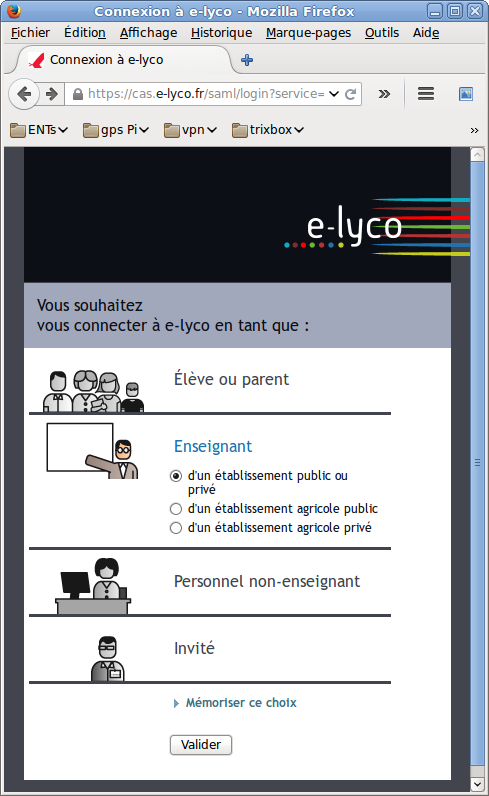 Connexion à e-lyco - Mozilla Firefox
Fichier Édition Affichage Historique Marque-pages Outils Aide
Connexion à e-lyco
https://cas.e-lyco.fr/saml/login?service=
ENTs gps Pi vpn trixbox
e-lyco
Vous souhaitez
vous connecter à e-lyco en tant que :
Élève ou parent
Enseignant
d'un établissement public ou
privé
d'un établissement agricole public
d'un établissement agricole privé
Personnel non-enseignant
Invité
Mémoriser ce choix
Valider